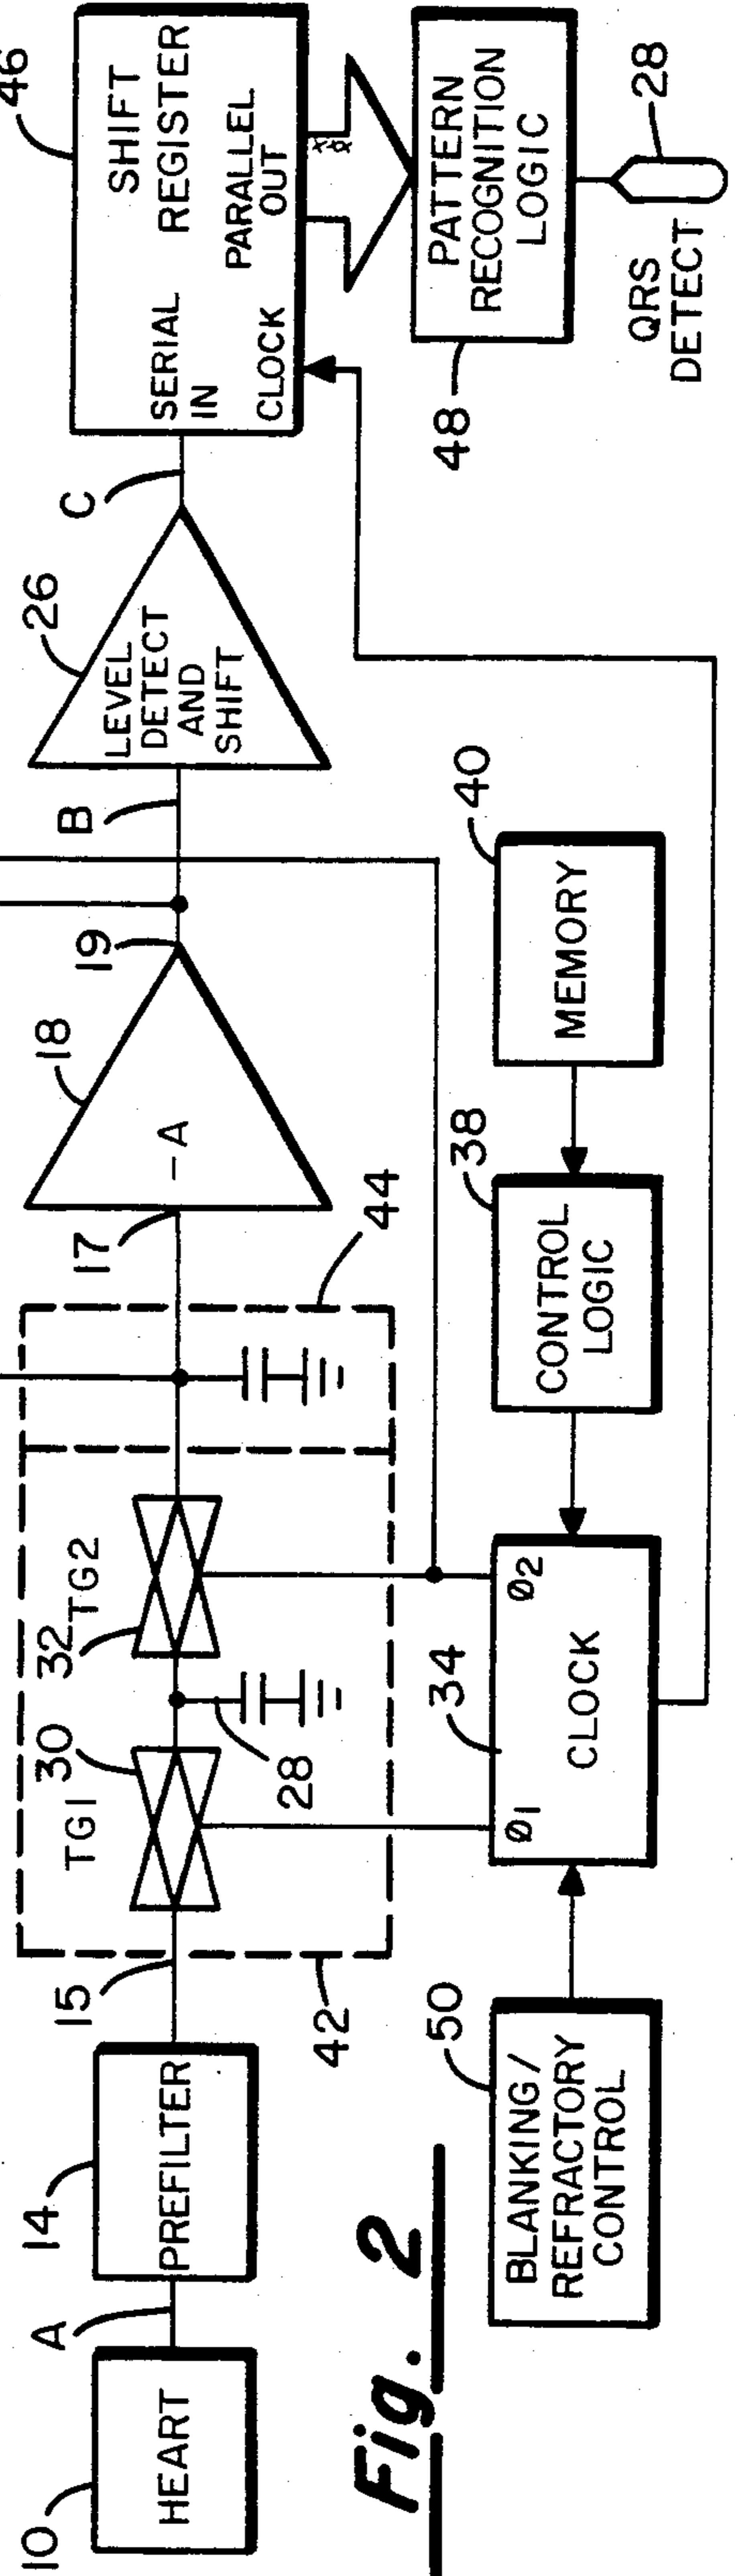 10
HEART
A
14
PREFILTER
15
42
TG1
30
28
32
TG2
44
17
-A
18
19
B
26
LEVEL
DETECT
AND
SHIFT
C
46
SERIAL
IN
SHIFT
REGISTER
PARALLEL
OUT
CLOCK
48
PATTERN
RECOGNITION
LOGIC
28
QRS
DETECT
50
BLANKING/
REFRACTORY
CONTROL
34
Ø1
Ø2
CLOCK
38
CONTROL
LOGIC
40
MEMORY
Fig. 2